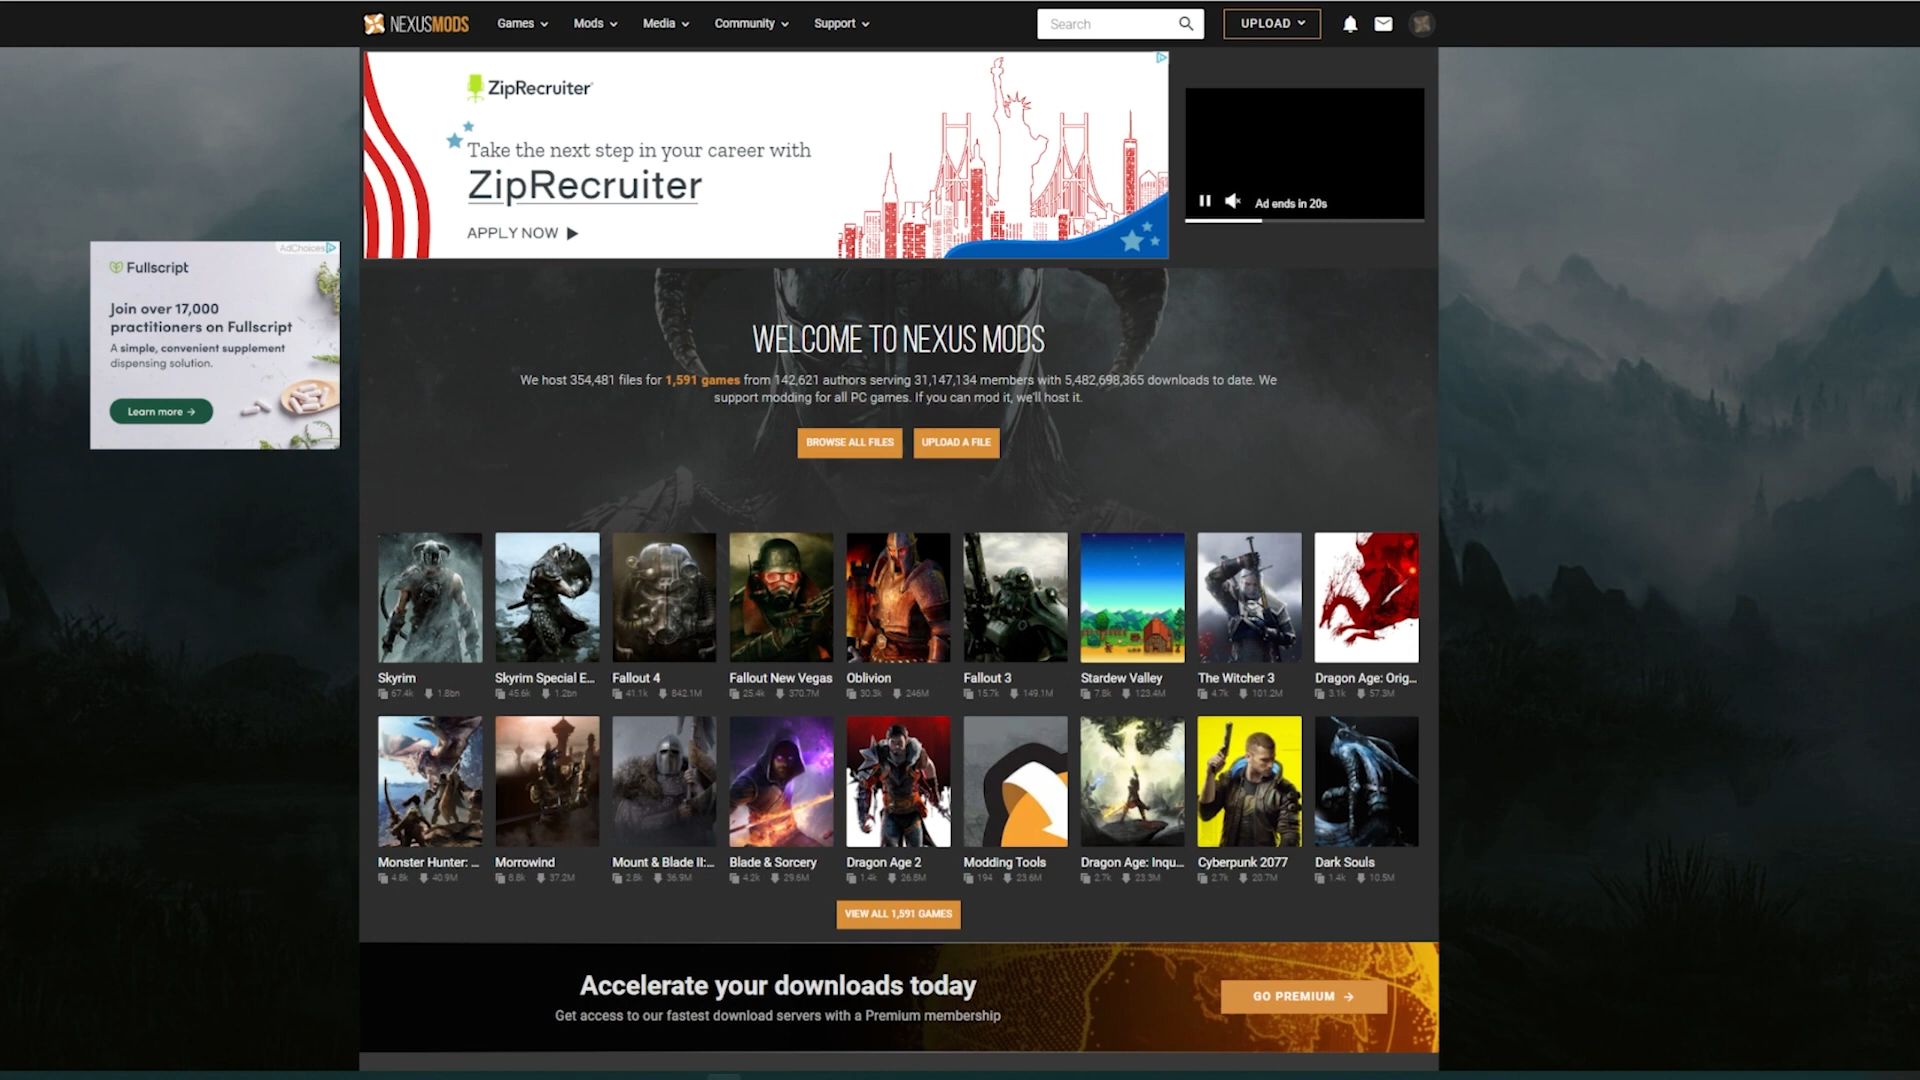 NEXUSMODS
Games
Mods
Media
Community
Support
Search
UPLOAD
ZipRecruiter
Take the next step in your career with
ZipRecruiter
APPLY NOW
Ad ends in 20s
AdChoices
Fullscript
Join over 17,000
practitioners on Fullscript
A simple, convenient supplement
dispensing solution.
Learn more →
WELCOME TO NEXUS MODS
We host 354,481 files for 1,591 games from 142,621 authors serving 31,147,134 members with 5,482,698,365 downloads to date. We
support modding for all PC games. If you can mod it, we'll host it.
BROWSE ALL FILES
UPLOAD A FILE
Skyrim
67.4k 1.8bn
Skyrim Special E...
45.6k 1.2bn
Fallout 4
41.1k 842.1M
Fallout New Vegas
25.4k 370.7M
Oblivion
30.3k 246M
Fallout 3
15.7k 149.1M
Stardew Valley
7.8k 123.4M
The Witcher 3
4.7k 101.2M
Dragon Age: Orig...
3.1k 57.3M
Monster Hunter: ...
4.8k 40.9M
Morrowind
8.8k 37.2M
Mount & Blade II:...
2.8k 36.9M
Blade & Sorcery
4.2k 29.6M
Dragon Age 2
1.4k 26.8M
Modding Tools
194 23.6M
Dragon Age: Inqu...
2.7k 23.3M
Cyberpunk 2077
2.7k 20.7M
Dark Souls
1.4k 10.5M
VIEW ALL 1,591 GAMES
Accelerate your downloads today
Get access to our fastest download servers with a Premium membership
GO PREMIUM →